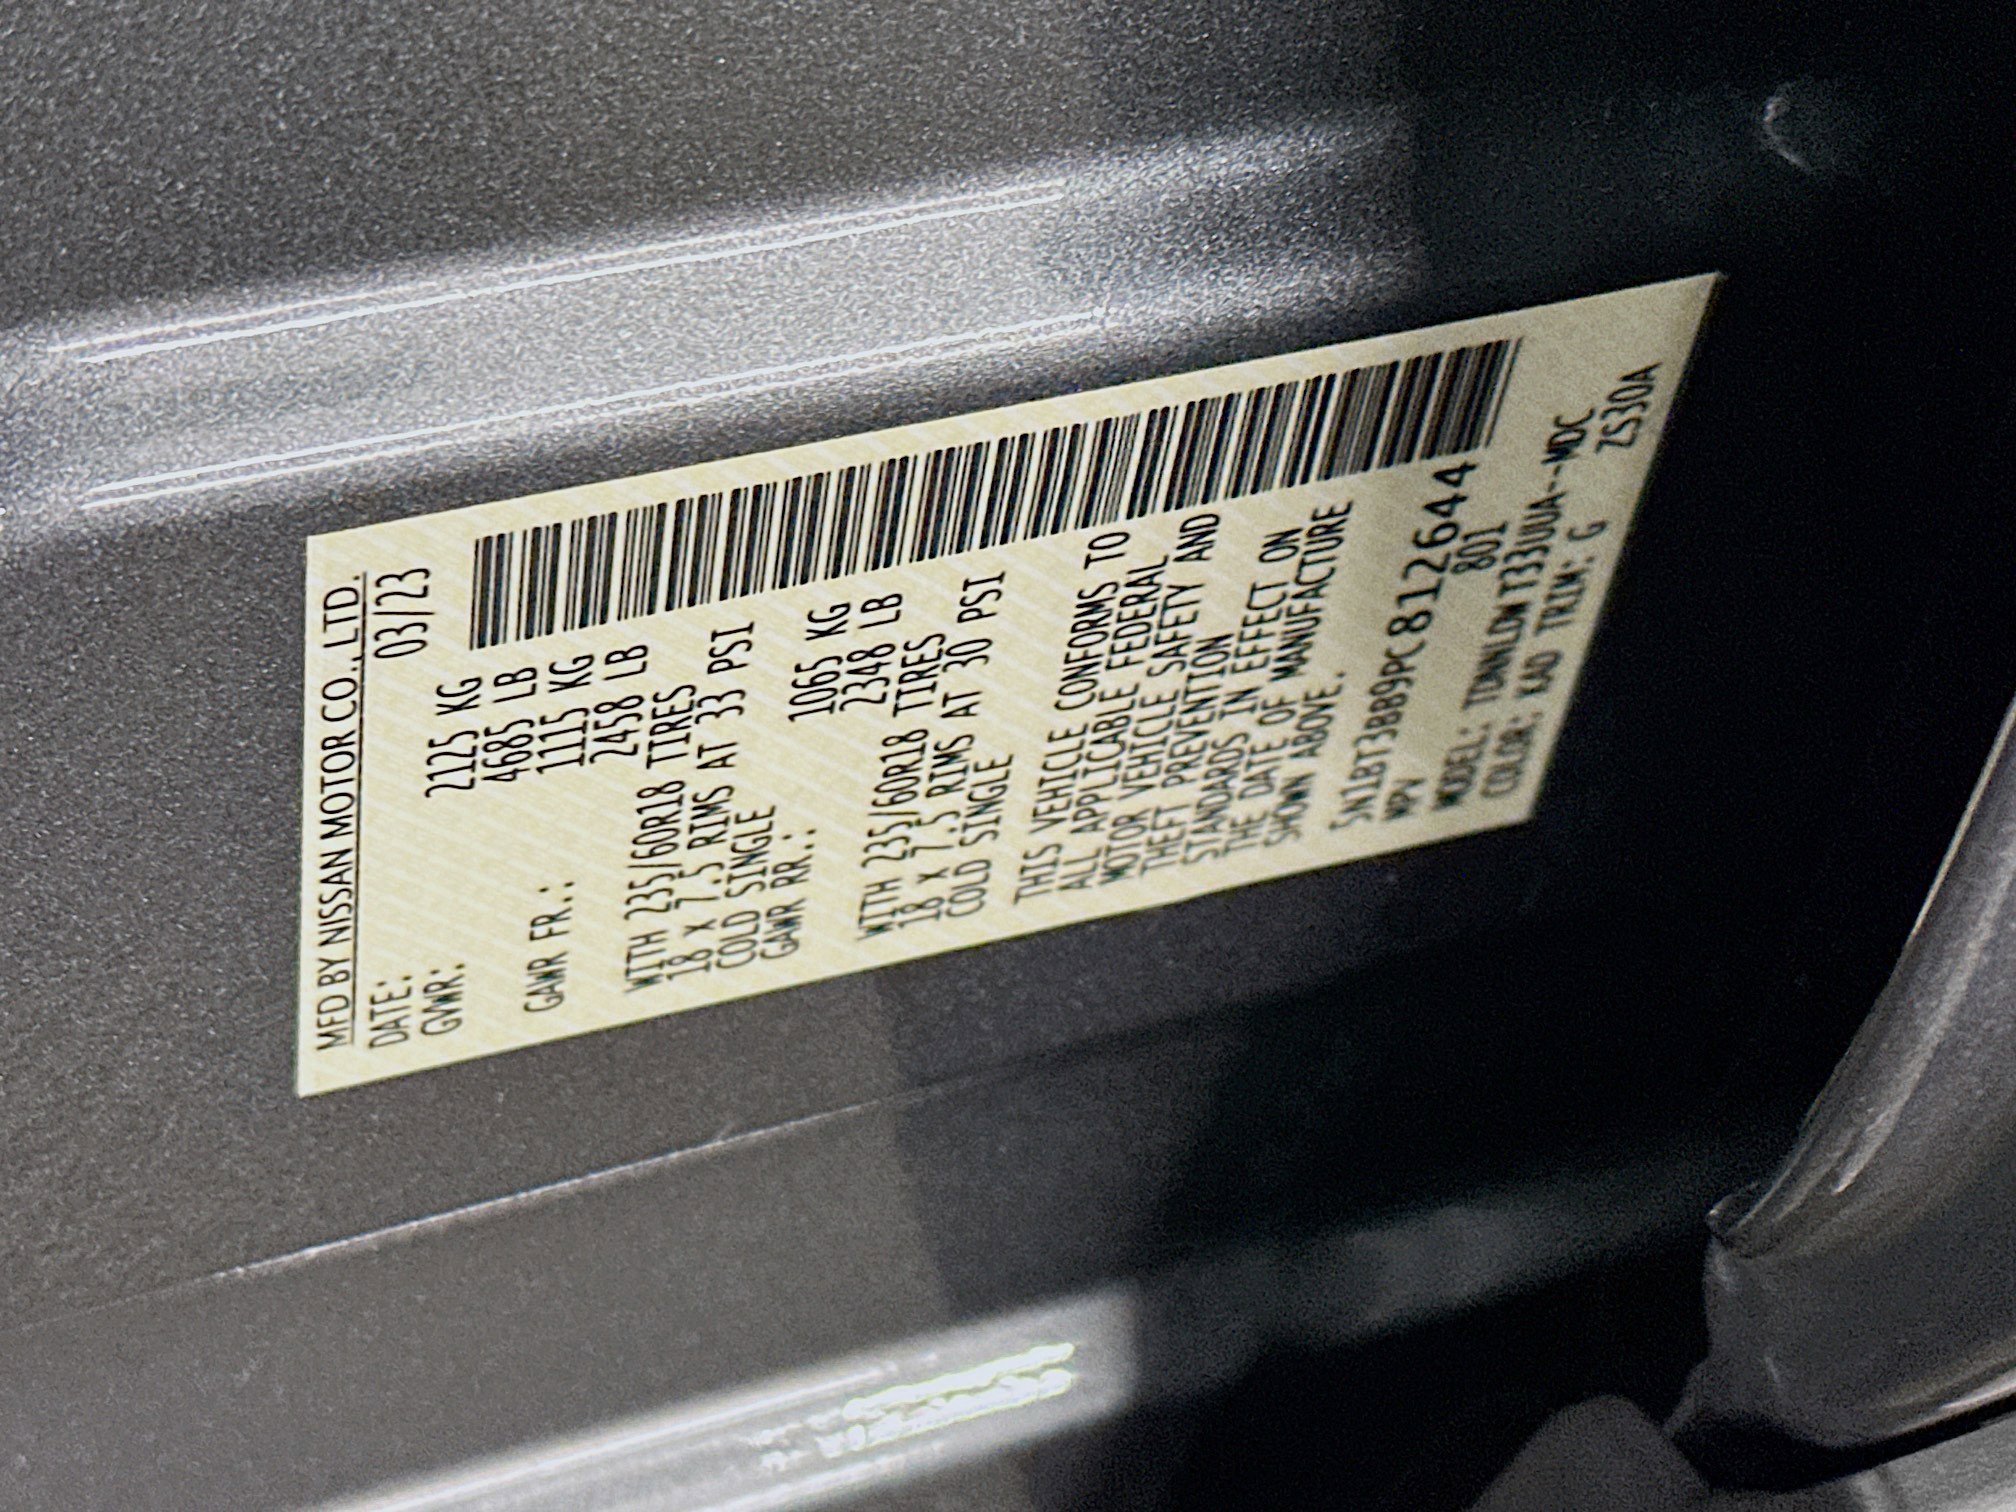 MFD BY NISSAN MOTOR CO., LTD.
DATE: 03/23
GVWR: 2125 KG
4685 LB
GAWR FR.: 1115 KG
2458 LB
WITH 235/60R18 TIRES
18 X 7.5 RIMS AT 33 PSI
COLD SINGLE
GAWR RR.: 1065 KG
2348 LB
WITH 235/60R18 TIRES
18 X 7.5 RIMS AT 30 PSI
COLD SINGLE
THIS VEHICLE CONFORMS TO
ALL APPLICABLE FEDERAL
MOTOR VEHICLE SAFETY AND
THEFT PREVENTION
STANDARDS IN EFFECT ON
THE DATE OF MANUFACTURE
SHOWN ABOVE.
5N1BT3BB9PC812644
MPV 801
MODEL: TDNNLDWT33UUA--MDC
COLOR: KAD TRIM: G ZS30A